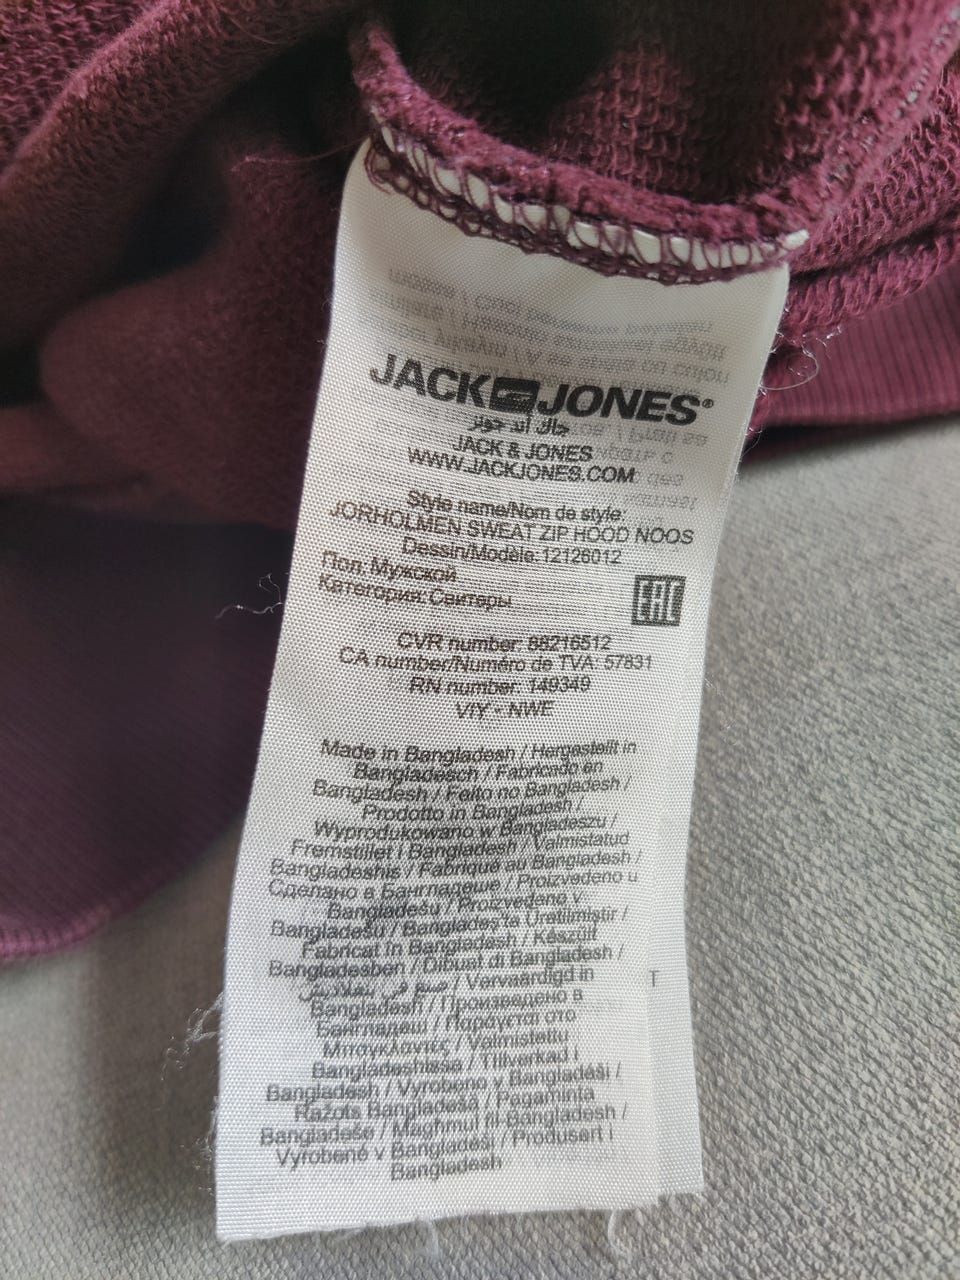 JACK JONES®
جاك أند جونز
JACK & JONES
WWW.JACKJONES.COM
Style name/Nom de style:
JORHOLMEN SWEAT ZIP HOOD NOOS
Dessin/Modèle.12126012
Пол: Мужской
Категория: Свитеры
EAC
CVR number: 88216512
CA number/Numéro de TVA: 57831
RN number: 149349
VIY - NWE
Made in Bangladesh / Hergestellt in
Bangladesch / Fabricado en
Bangladesh / Feito no Bangladesh /
Prodotto in Bangladesh /
Wyprodukowano w Bangladeszu /
Fremstillet i Bangladesh / Valmistatud
Bangladeshis / Fabriqué au Bangladesh /
Сделано в Бангладеше / Proizvedeno u
Bangladešu / Proizvedeno v
Bangladešu / Bangladeş'ta Üretilmiştir /
Fabricat în Bangladesh / Készült
Bangladesben / Dibuat di Bangladesh /
صنع في بنغلاديش / Vervaardigd in
Bangladesh / Произведено в
Бангладеш / Παράγεται στο
Μπαγκλαντές / Valmistettu
Bangladeshissa / Tillverkad i
Bangladesh / Vyrobeno v Bangladéši /
Ražots Bangladešā / Pagaminta
Bangladeše / Magħmul fil-Bangladesh /
Vyrobené v Bangladéši / Produsert i
Bangladesh
T